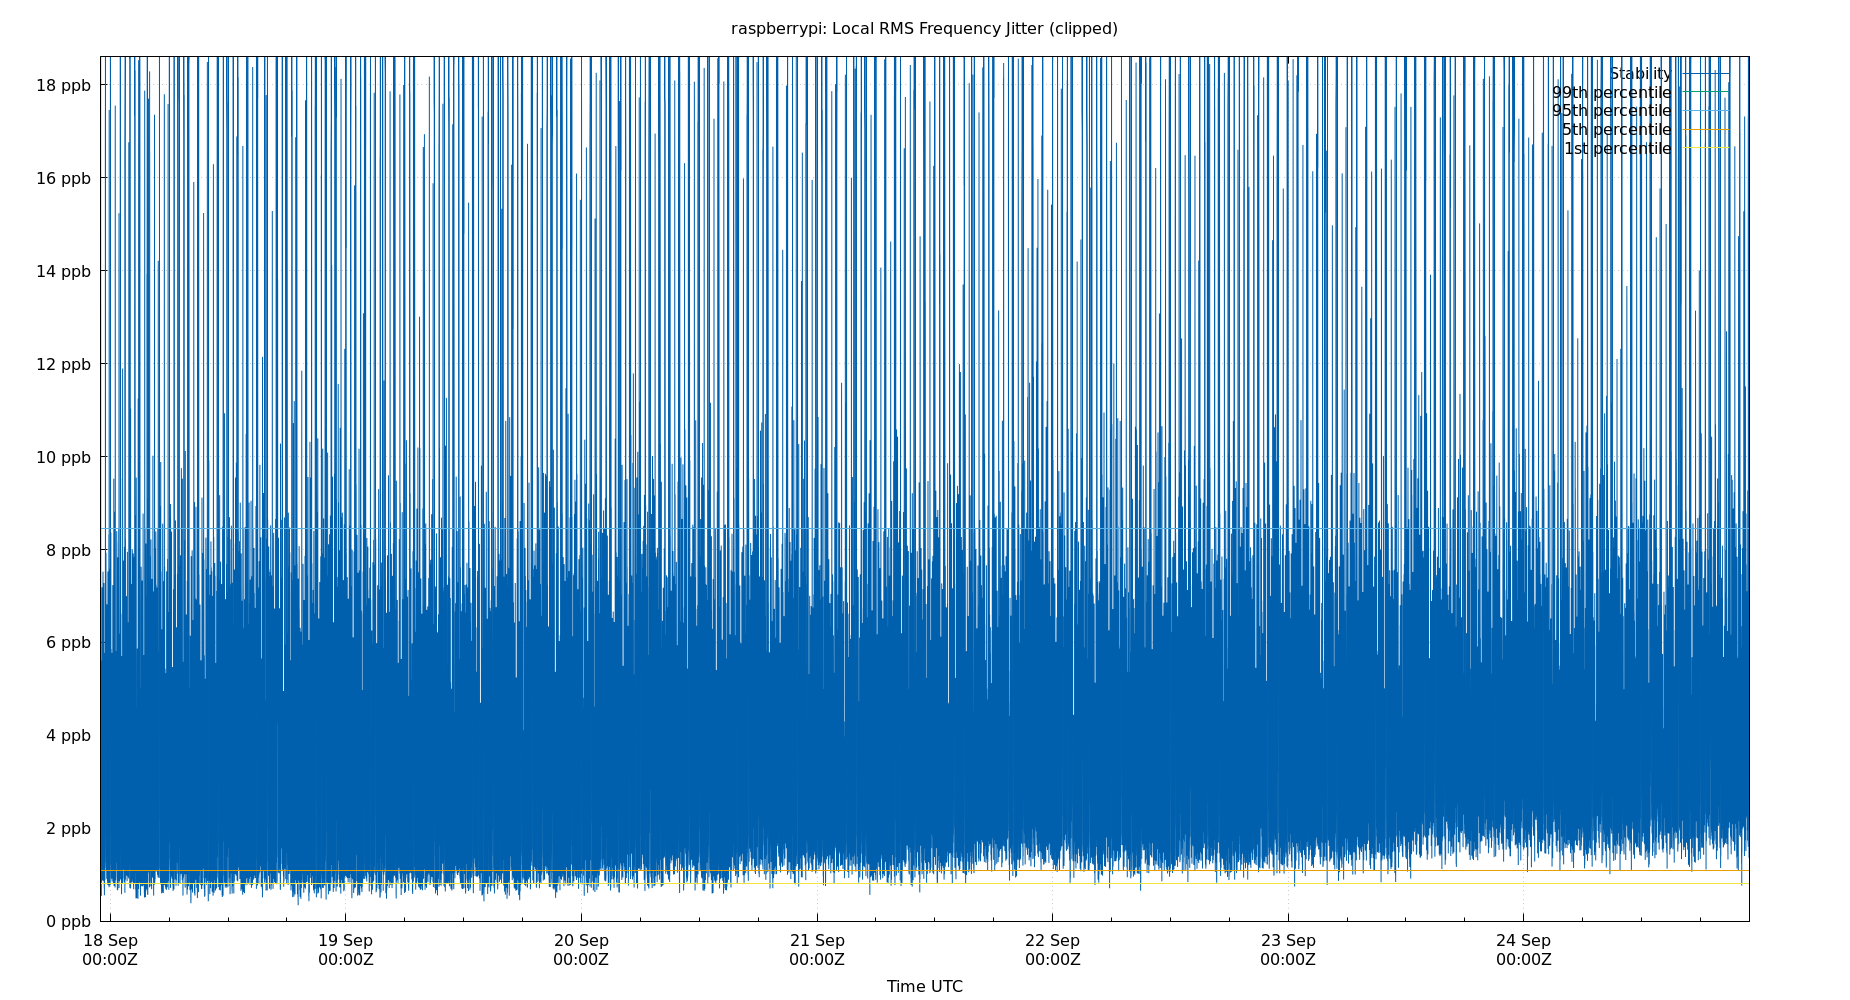 raspberrypi: Local RMS Frequency Jitter (clipped)
18 ppb
16 ppb
14 ppb
12 ppb
10 ppb
8 ppb
6 ppb
4 ppb
2 ppb
0 ppb
Stability
99th percentile
95th percentile
5th percentile
1st percentile
18 Sep 19 Sep 20 Sep 21 Sep 22 Sep 23 Sep 24 Sep
00:00Z 00:00Z 00:00Z 00:00Z 00:00Z 00:00Z 00:00Z
Time UTC